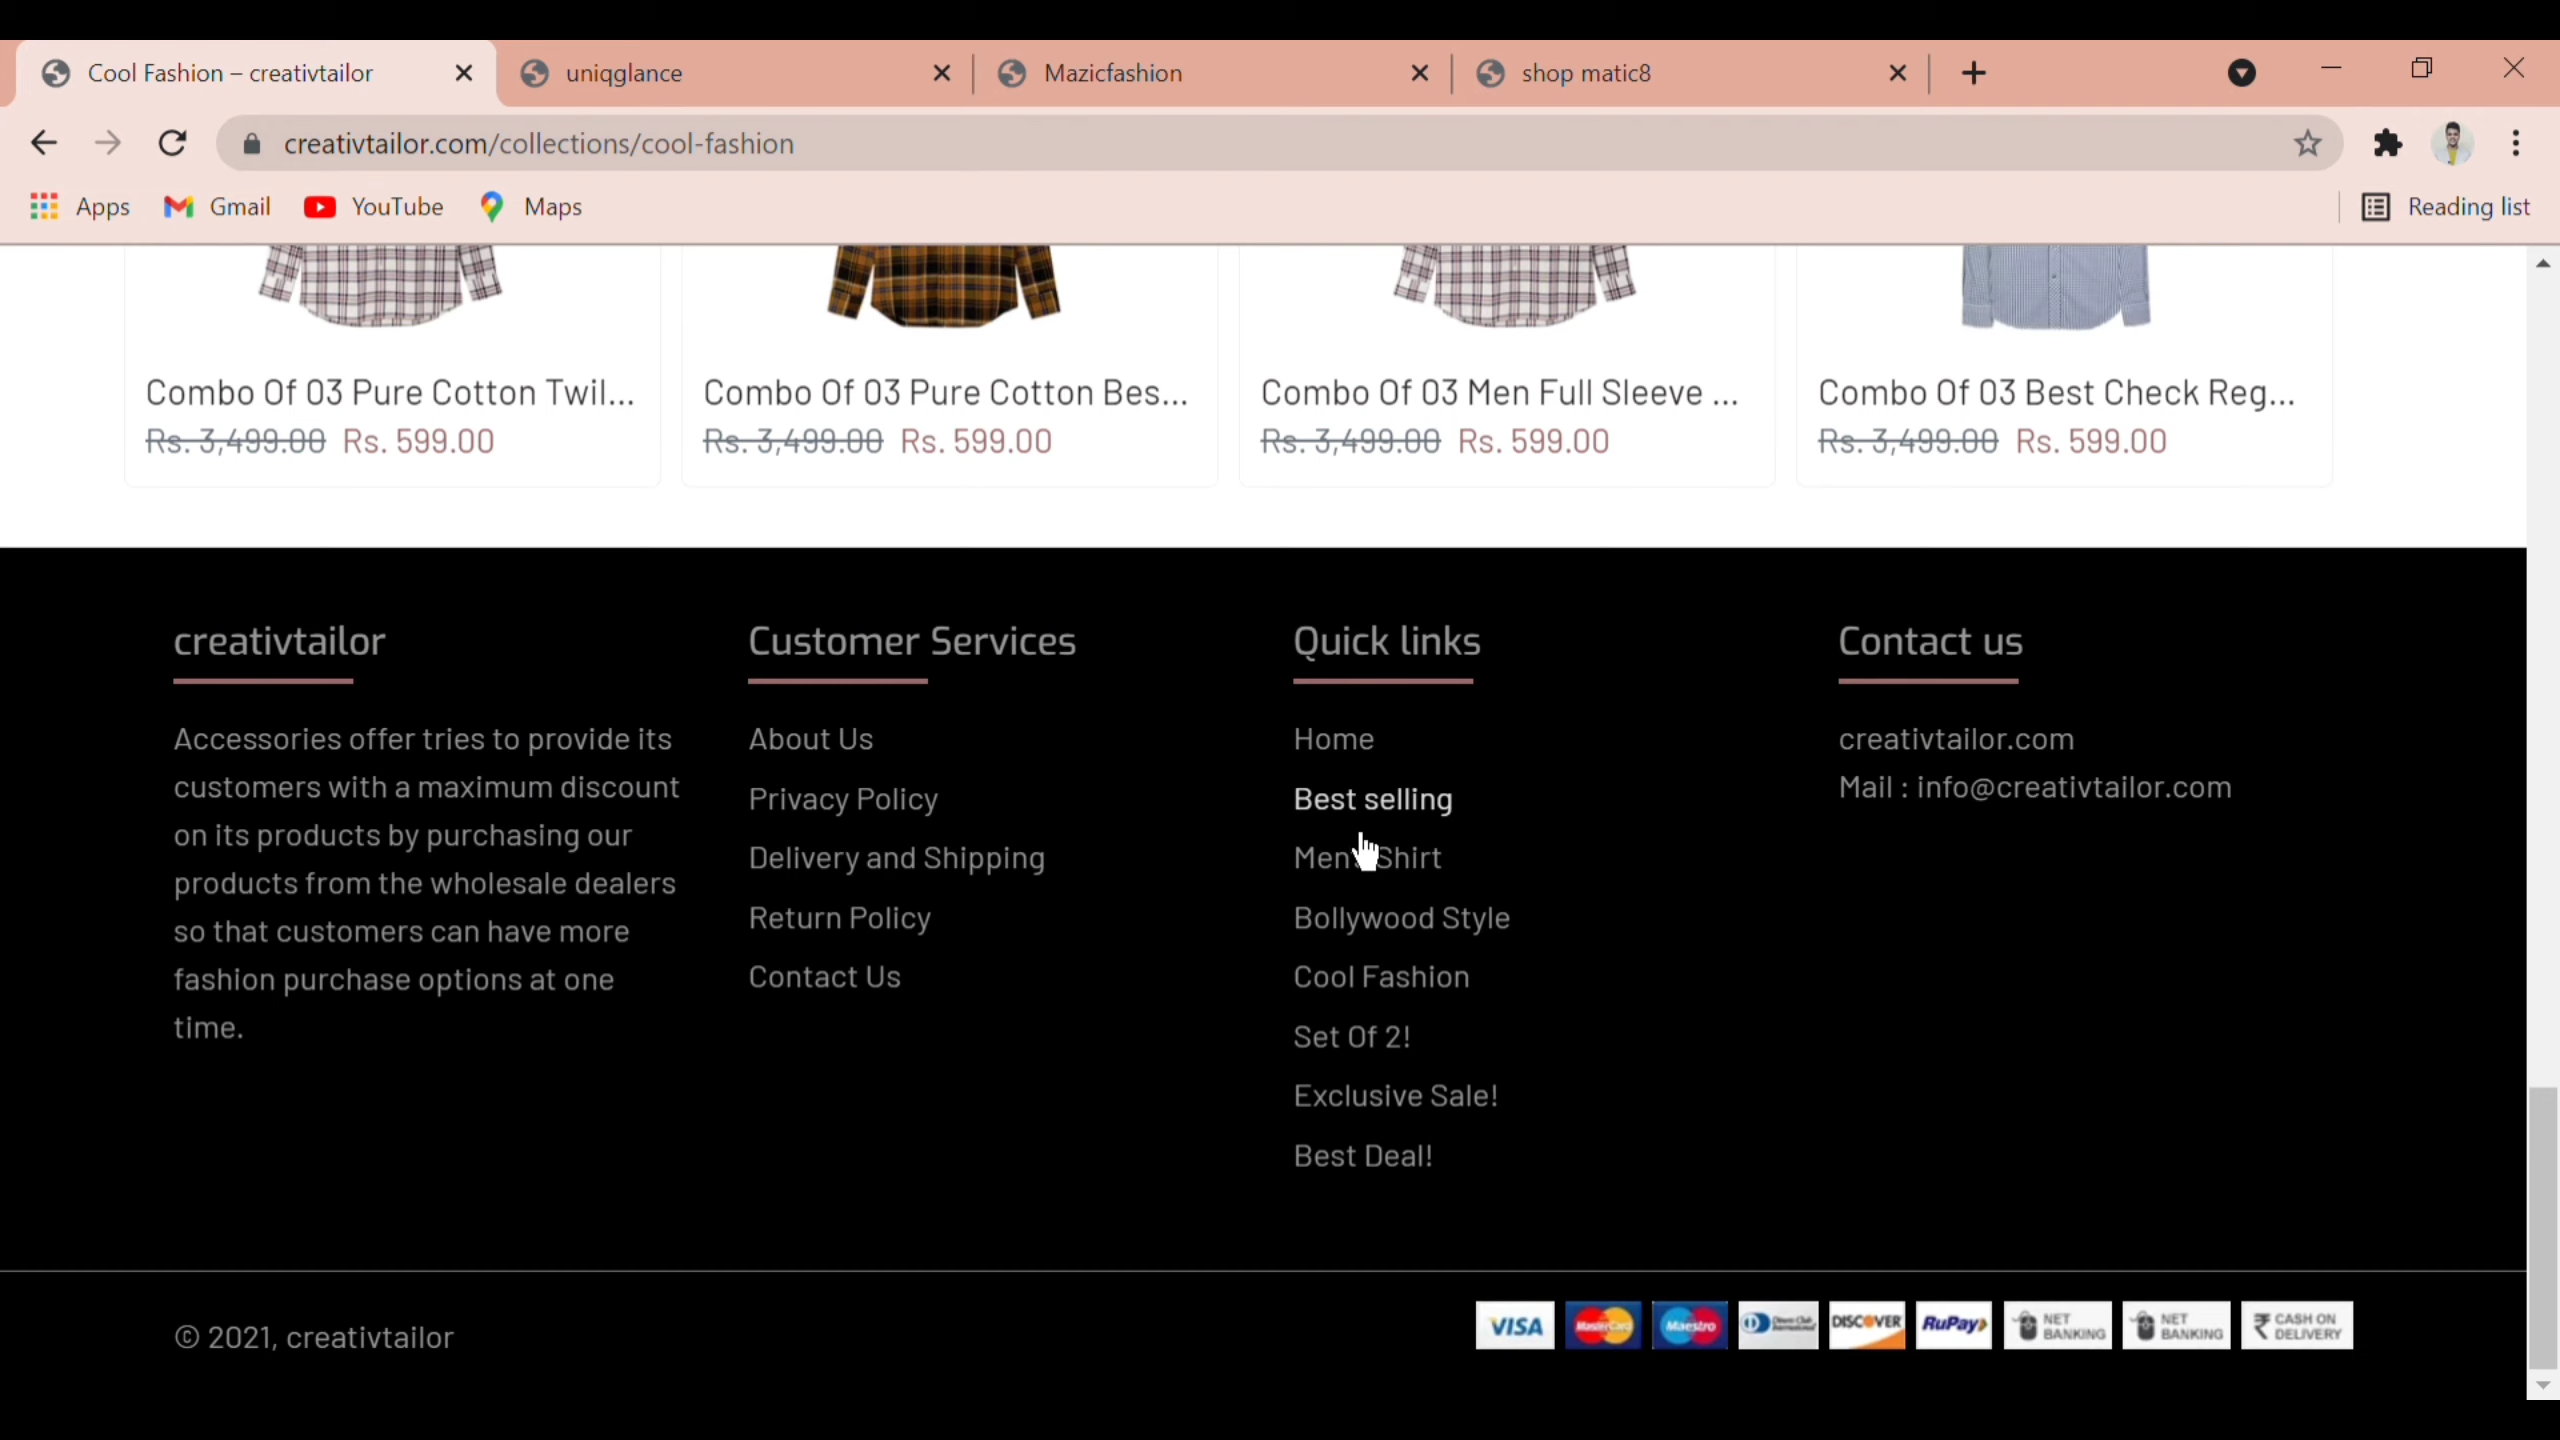 Cool Fashion – creativtailor
uniqglance
Mazicfashion
shop matic8
creativtailor.com/collections/cool-fashion
Apps
Gmail
YouTube
Maps
Reading list
Combo Of 03 Pure Cotton Twil...
Rs. 3,499.00 Rs. 599.00
Combo Of 03 Pure Cotton Bes...
Rs. 3,499.00 Rs. 599.00
Combo Of 03 Men Full Sleeve ...
Rs. 3,499.00 Rs. 599.00
Combo Of 03 Best Check Reg...
Rs. 3,499.00 Rs. 599.00
creativtailor
Accessories offer tries to provide its
customers with a maximum discount
on its products by purchasing our
products from the wholesale dealers
so that customers can have more
fashion purchase options at one
time.
Customer Services
About Us
Privacy Policy
Delivery and Shipping
Return Policy
Contact Us
Quick links
Home
Best selling
Men's Shirt
Bollywood Style
Cool Fashion
Set Of 2!
Exclusive Sale!
Best Deal!
Contact us
creativtailor.com
Mail : info@creativtailor.com
© 2021, creativtailor
VISA
MasterCard
Maestro
Diners Club International
DISCOVER
RuPay
NET BANKING
NET BANKING
₹ CASH ON DELIVERY